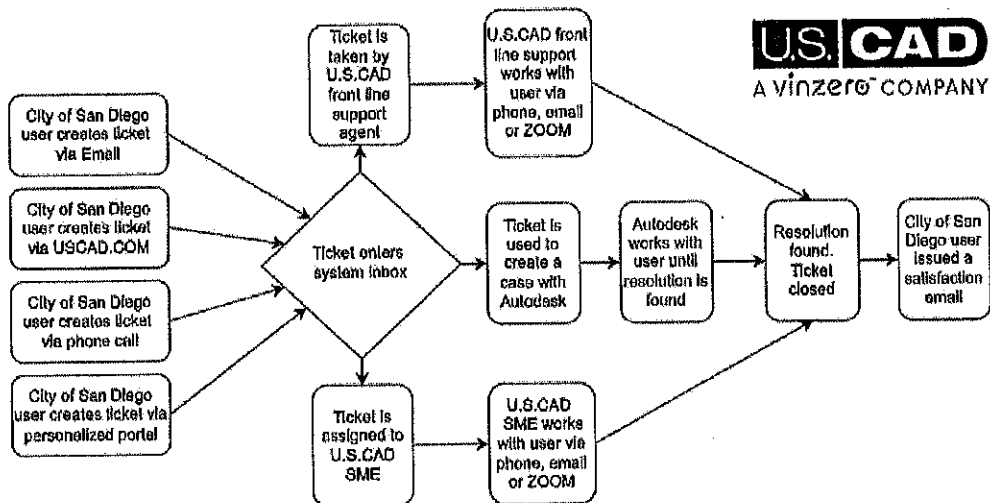 Ticket is
taken by
U.S.CAD
front line
support
agent
U.S.CAD front
line support
works with
user via
phone, email
or ZOOM
U.S. CAD
A vinzero™ COMPANY
City of San Diego
user creates ticket
via Email
City of San Diego
user creates ticket
via USCAD.COM
City of San Diego
user creates ticket
via phone call
City of San Diego
user creates ticket via
personalized portal
Ticket enters
system inbox
Ticket is
used to
create a
case with
Autodesk
Autodesk
works with
user until
resolution is
found
Resolution
found.
Ticket
closed
City of San
Diego user
issued a
satisfaction
email
Ticket is
assigned to
U.S.CAD
SME
U.S.CAD
SME works
with user via
phone, email
or ZOOM